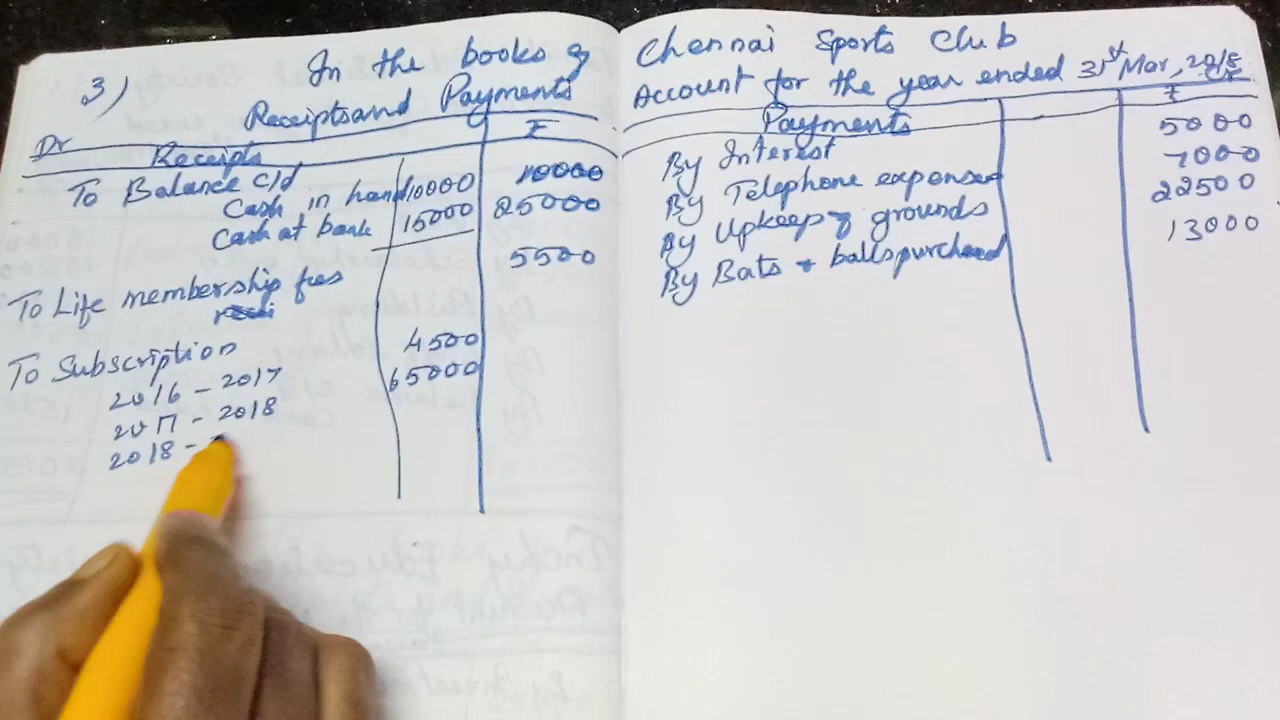 3) In the books of Chennai Sports Club
Receipts and Payments Account for the year ended 31st Mar, 2018
Dr Cr
Receipts ₹ Payments ₹
To Balance c/d By Interest 5000
Cash in hand 10000 10000 By Telephone expenses 7000
Cash at bank 15000 25000 By Upkeep of grounds 22500
To Life membership fees 5500 By Bats & balls purchased 13000
To Subscription
2016 - 2017 4500
2017 - 2018 65000
2018 -